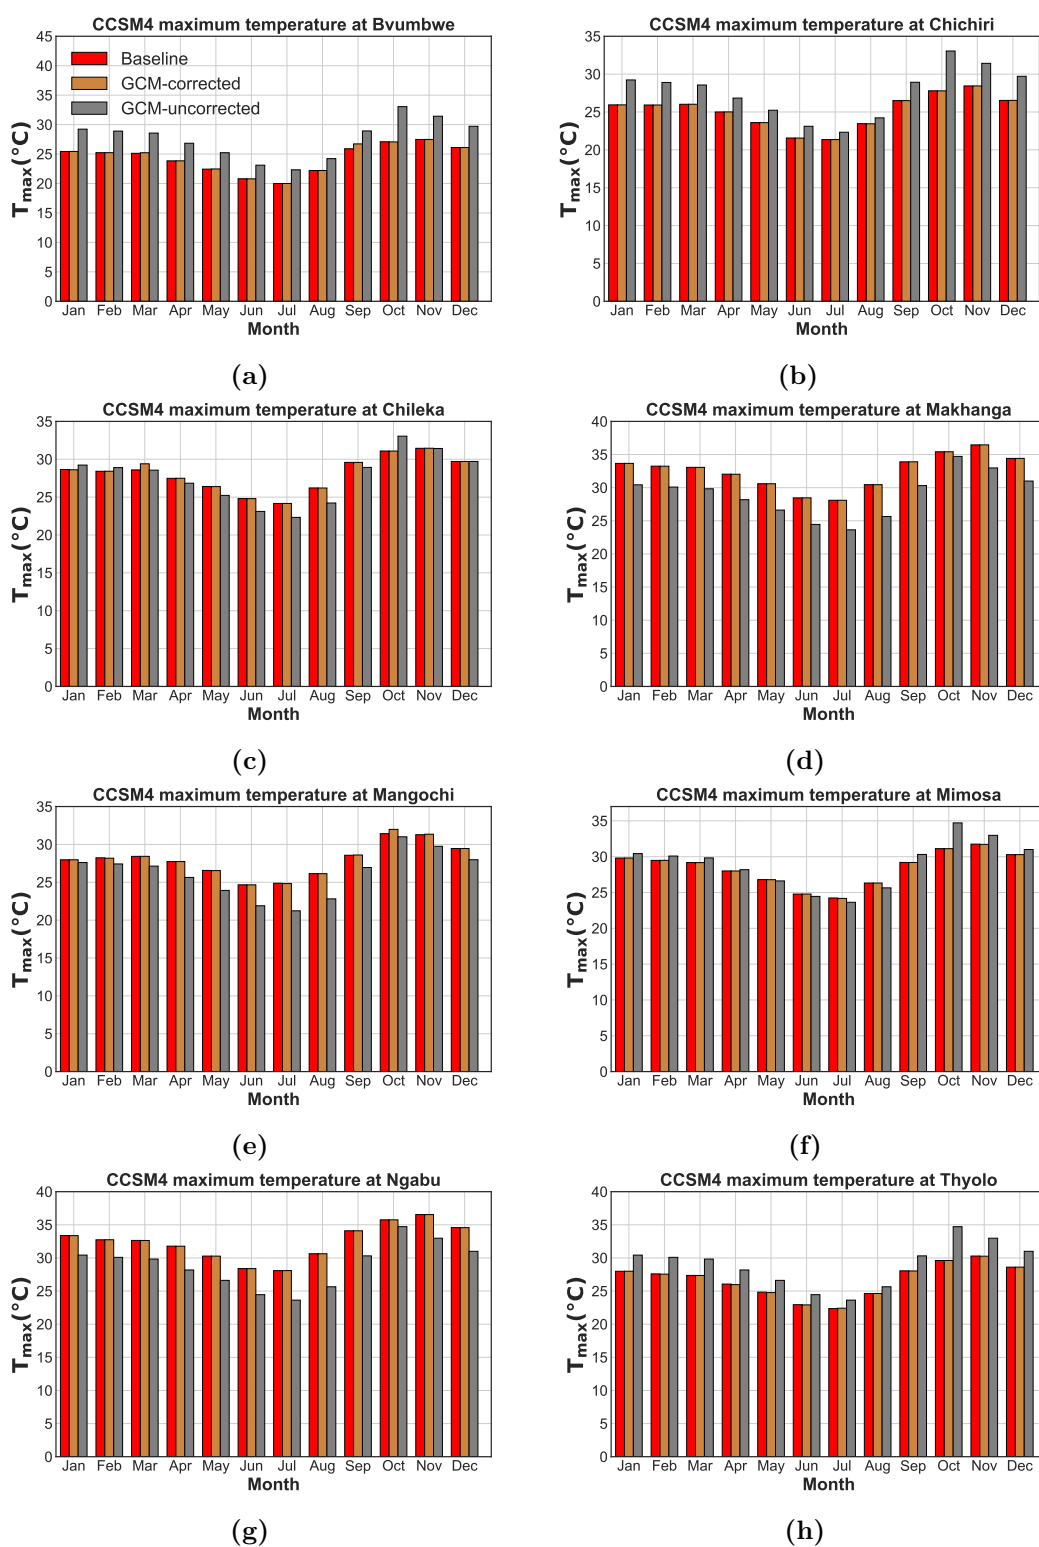 CCSM4 maximum temperature at Bvumbwe
45
40
35
30
25
20
15
10
5
0
Tmax(°C)
Baseline
GCM-corrected
GCM-uncorrected
Jan Feb Mar Apr May Jun Jul Aug Sep Oct Nov Dec
Month
(a)
CCSM4 maximum temperature at Chichiri
35
30
25
20
15
10
5
0
Tmax(°C)
Jan Feb Mar Apr May Jun Jul Aug Sep Oct Nov Dec
Month
(b)
CCSM4 maximum temperature at Chileka
35
30
25
20
15
10
5
0
Tmax(°C)
Jan Feb Mar Apr May Jun Jul Aug Sep Oct Nov Dec
Month
(c)
CCSM4 maximum temperature at Makhanga
40
35
30
25
20
15
10
5
0
Tmax(°C)
Jan Feb Mar Apr May Jun Jul Aug Sep Oct Nov Dec
Month
(d)
CCSM4 maximum temperature at Mangochi
35
30
25
20
15
10
5
0
Tmax(°C)
Jan Feb Mar Apr May Jun Jul Aug Sep Oct Nov Dec
Month
(e)
CCSM4 maximum temperature at Mimosa
35
30
25
20
15
10
5
0
Tmax(°C)
Jan Feb Mar Apr May Jun Jul Aug Sep Oct Nov Dec
Month
(f)
CCSM4 maximum temperature at Ngabu
40
35
30
25
20
15
10
5
0
Tmax(°C)
Jan Feb Mar Apr May Jun Jul Aug Sep Oct Nov Dec
Month
(g)
CCSM4 maximum temperature at Thyolo
40
35
30
25
20
15
10
5
0
Tmax(°C)
Jan Feb Mar Apr May Jun Jul Aug Sep Oct Nov Dec
Month
(h)